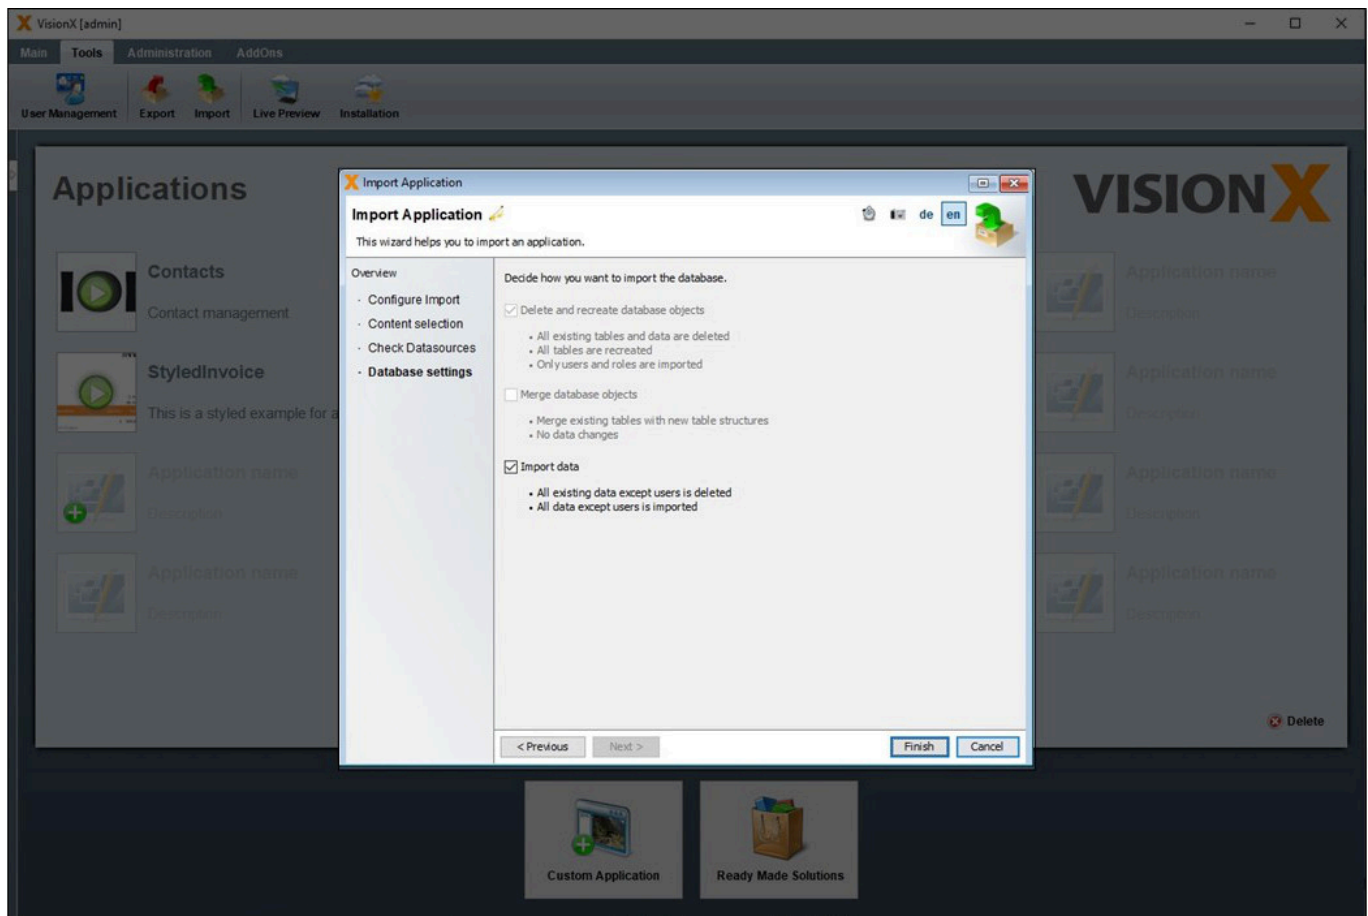 VisionX [admin]
Main Tools Administration AddOns
User Management Export Import Live Preview Installation
Applications
VISIONX
Contacts
Contact management
StyledInvoice
This is a styled example for a
Application name
Description
Application name
Description
Import Application
Import Application
de en
This wizard helps you to import an application.
Overview
· Configure Import
· Content selection
· Check Datasources
· Database settings
Decide how you want to import the database.
Delete and recreate database objects
• All existing tables and data are deleted
• All tables are recreated
• Only users and roles are imported
Merge database objects
• Merge existing tables with new table structures
• No data changes
Import data
• All existing data except users is deleted
• All data except users is imported
< Previous Next > Finish Cancel
Application name
Description
Application name
Description
Application name
Description
Application name
Description
Delete
Custom Application Ready Made Solutions